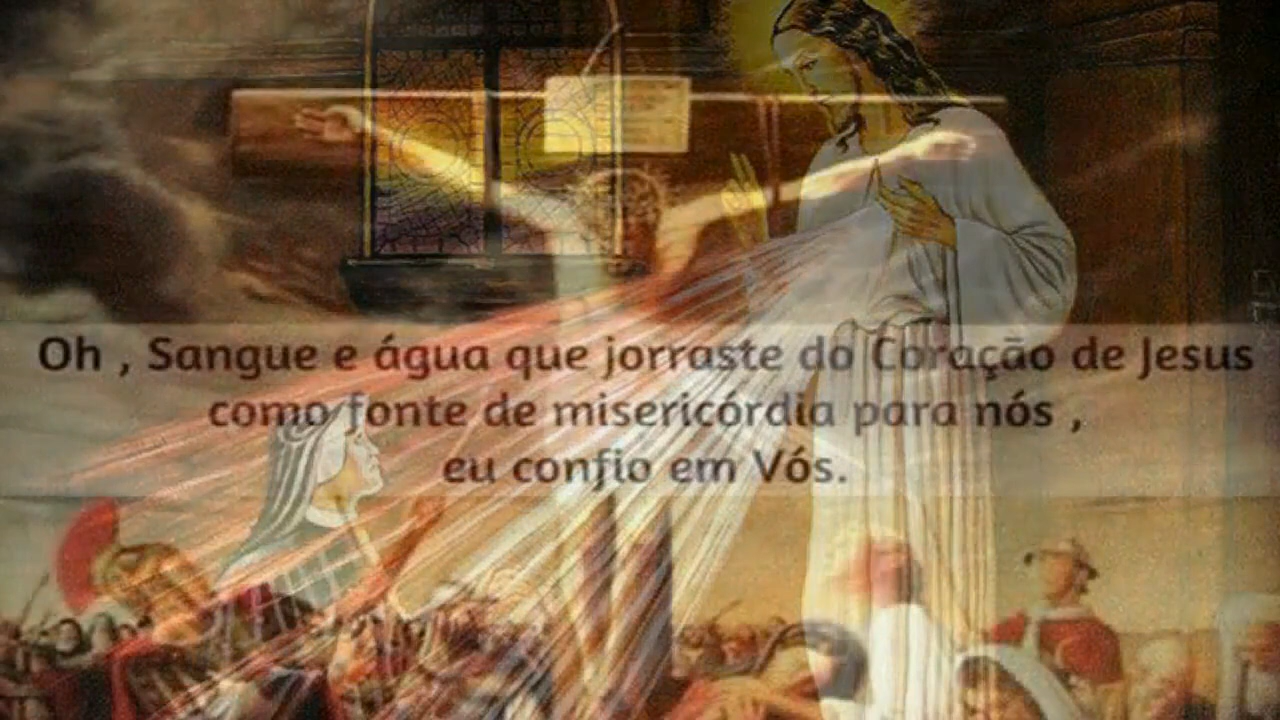 Oh , Sangue e água que jorraste do Coração de Jesus
como fonte de misericórdia para nós ,
eu confio em Vós.